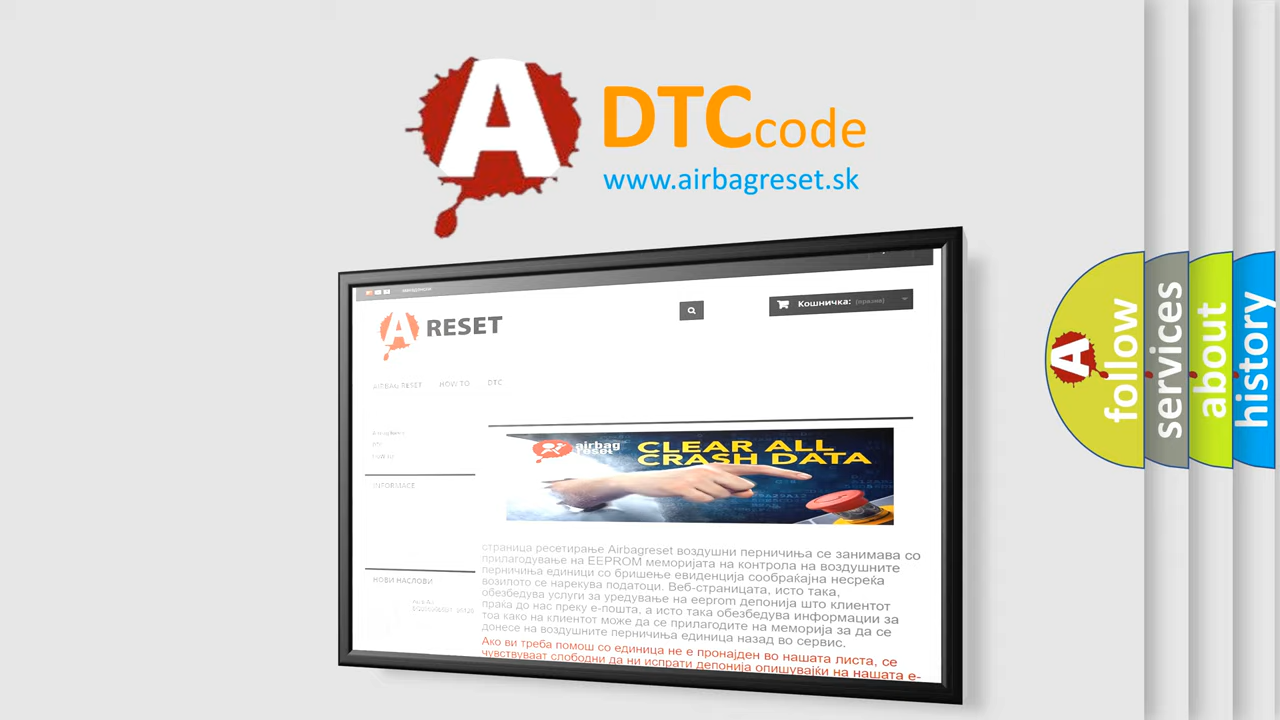 A
DTCcode
www.airbagreset.sk
Кошничка: (празна)
A RESET
AIRBAG RESET HOW TO DTC
airbag
reset
CLEAR ALL
CRASH DATA
INFORMACE
НОВИ НАСЛОВИ
страница ресетирање Airbagreset воздушни перничиња се занимава со
прилагодување на EEPROM меморијата на контрола на воздушните
перничиња единици со бришење евиденција сообраќајна несреќа
возилото се нарекува податоци. Веб-страницата, исто така,
обезбедува услуги за уредување на eeprom депонија што клиентот
праќа до нас преку е-пошта, а исто така обезбедува информации за
тоа како на клиентот може да се прилагодите на меморија за да се
донесе на воздушните перничиња единица назад во сервис.
Ако ви треба помош со единица не е пронајден во нашата листа, се
чувствуваат слободни да ни испрати депонија опишувајќи на нашата е-
A
follow
services
about
history